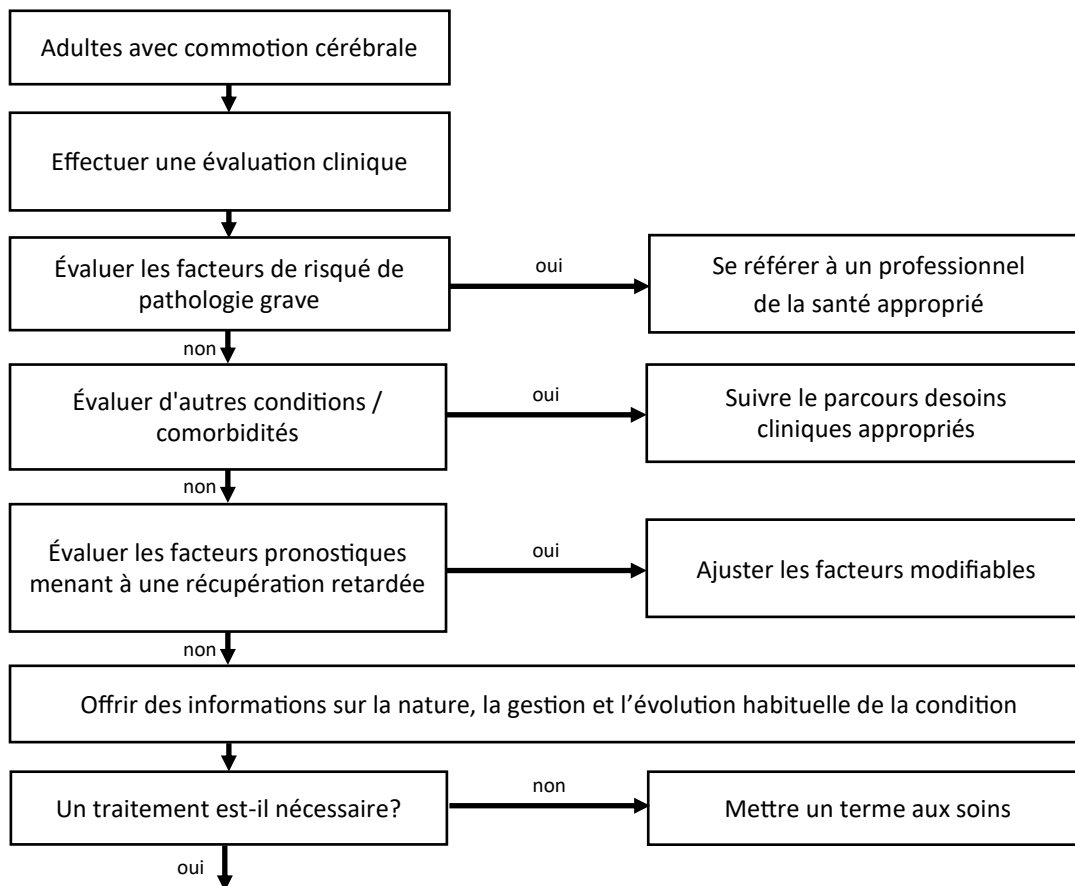 Adultes avec commotion cérébrale
Effectuer une évaluation clinique
Évaluer les facteurs de risqué de
pathologie grave
oui
Se référer à un professionnel
de la santé approprié
non
Évaluer d'autres conditions /
comorbidités
oui
Suivre le parcours desoins
cliniques appropriés
non
Évaluer les facteurs pronostiques
menant à une récupération retardée
oui
Ajuster les facteurs modifiables
non
Offrir des informations sur la nature, la gestion et l’évolution habituelle de la condition
Un traitement est-il nécessaire?
non
Mettre un terme aux soins
oui